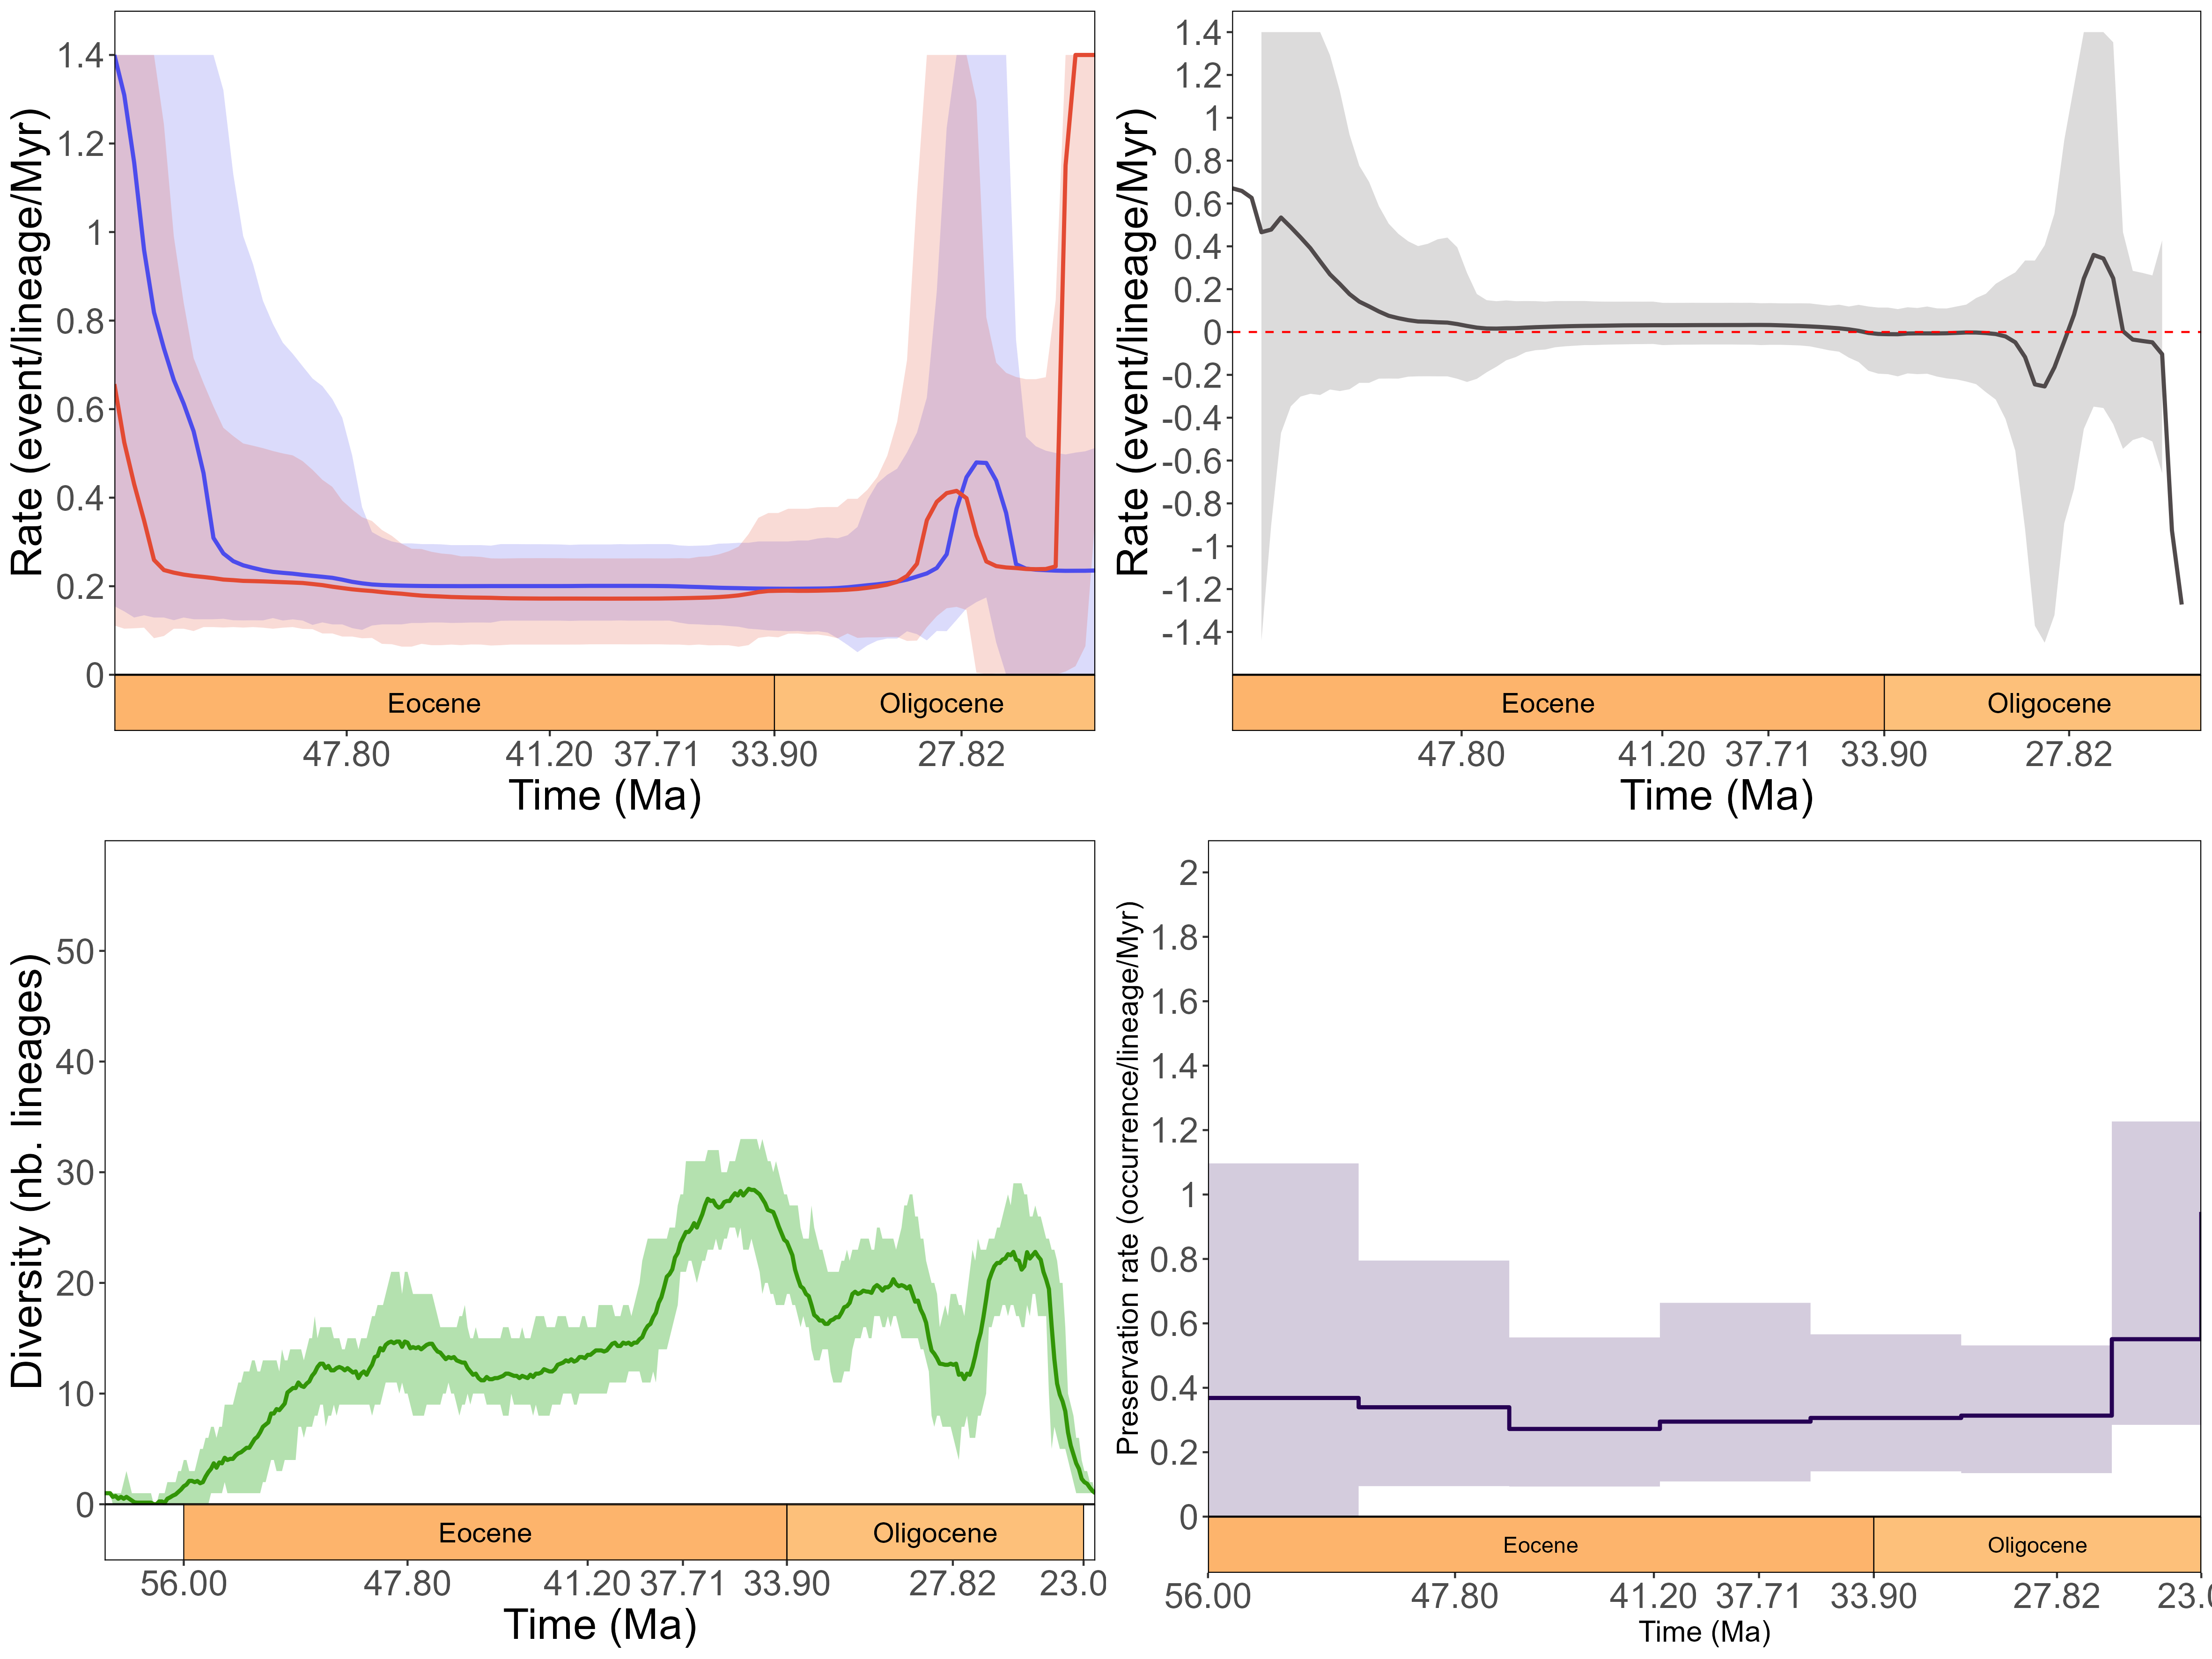 Rate (event/lineage/Myr)
1.4
1.2
1
0.8
0.6
0.4
0.2
0
Eocene
Oligocene
47.80 41.20 37.71 33.90 27.82
Time (Ma)
Rate (event/lineage/Myr)
1.4
1.2
1
0.8
0.6
0.4
0.2
0
-0.2
-0.4
-0.6
-0.8
-1
-1.2
-1.4
Eocene
Oligocene
47.80 41.20 37.71 33.90 27.82
Time (Ma)
Diversity (nb. lineages)
50
40
30
20
10
0
Eocene
Oligocene
56.00 47.80 41.20 37.71 33.90 27.82 23.0
Time (Ma)
Preservation rate (occurrence/lineage/Myr)
2
1.8
1.6
1.4
1.2
1
0.8
0.6
0.4
0.2
0
Eocene
Oligocene
56.00 47.80 41.20 37.71 33.90 27.82 23.0
Time (Ma)